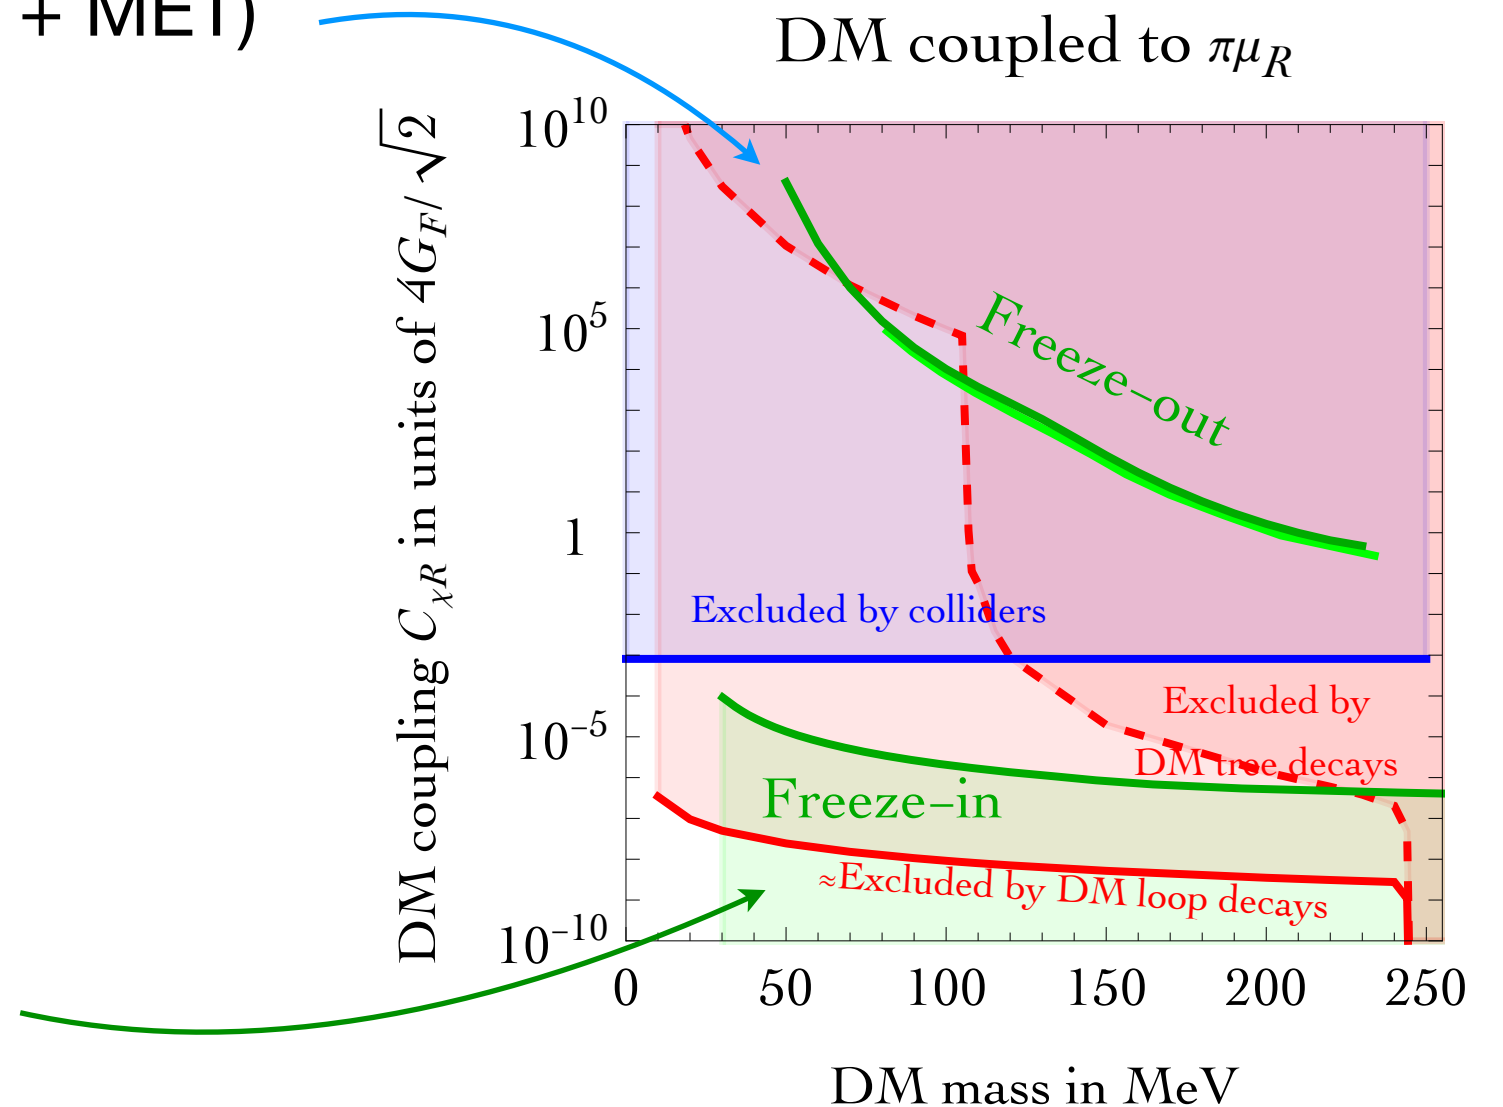 + MET)
DM coupled to πμ_R
DM coupling C_χR in units of 4G_F/√2
10^10
10^5
1
10^−5
10^−10
Freeze–out
Excluded by colliders
Excluded by
DM tree decays
Freeze–in
≈Excluded by DM loop decays
0 50 100 150 200 250
DM mass in MeV